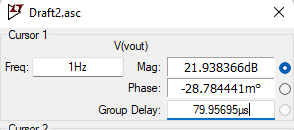 Draft2.asc
Cursor 1
V(vout)
Freq: 1Hz Mag: 21.938366dB
Phase: -28.784441m°
Group Delay: 79.95695µs
Cursor 2